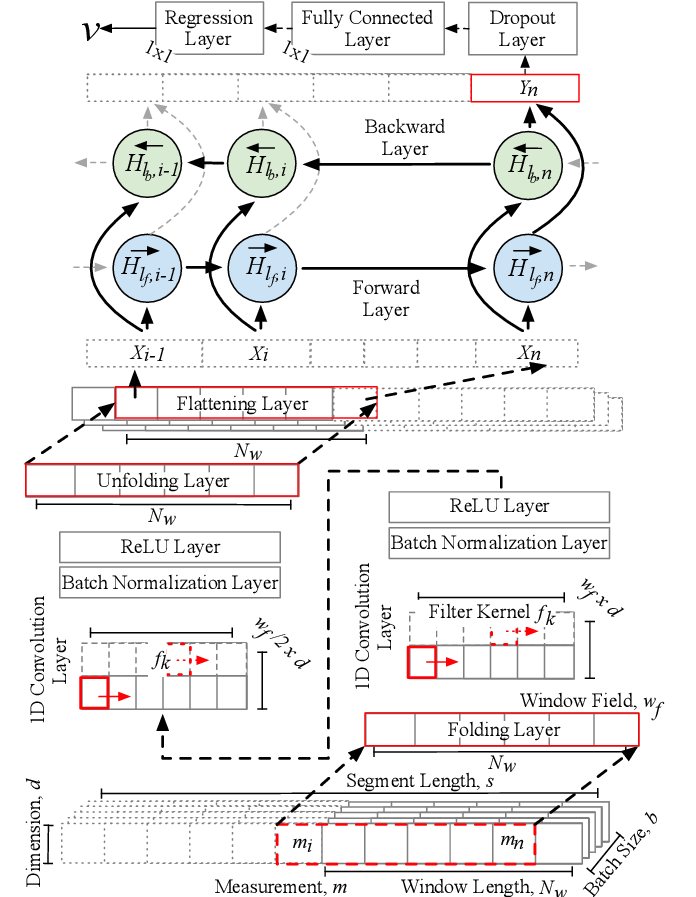 v
Regression
Layer
1x1
Fully Connected
Layer
1x1
Dropout
Layer
Yn
Backward
Layer
Hlb,i-1
Hlb,i
Hlb,n
Hlf,i-1
Hlf,i
Hlf,n
Forward
Layer
Xi-1
Xi
Xn
Flattening Layer
Nw
Unfolding Layer
Nw
ReLU Layer
ReLU Layer
Batch Normalization Layer
Batch Normalization Layer
1D Convolution
Layer
fk
wf/2 x d
1D Convolution
Layer
Filter Kernel fk
wf x d
Window Field, wf
Folding Layer
Nw
Segment Length, s
Dimension, d
mi
mn
Batch Size, b
Measurement, m
Window Length, Nw